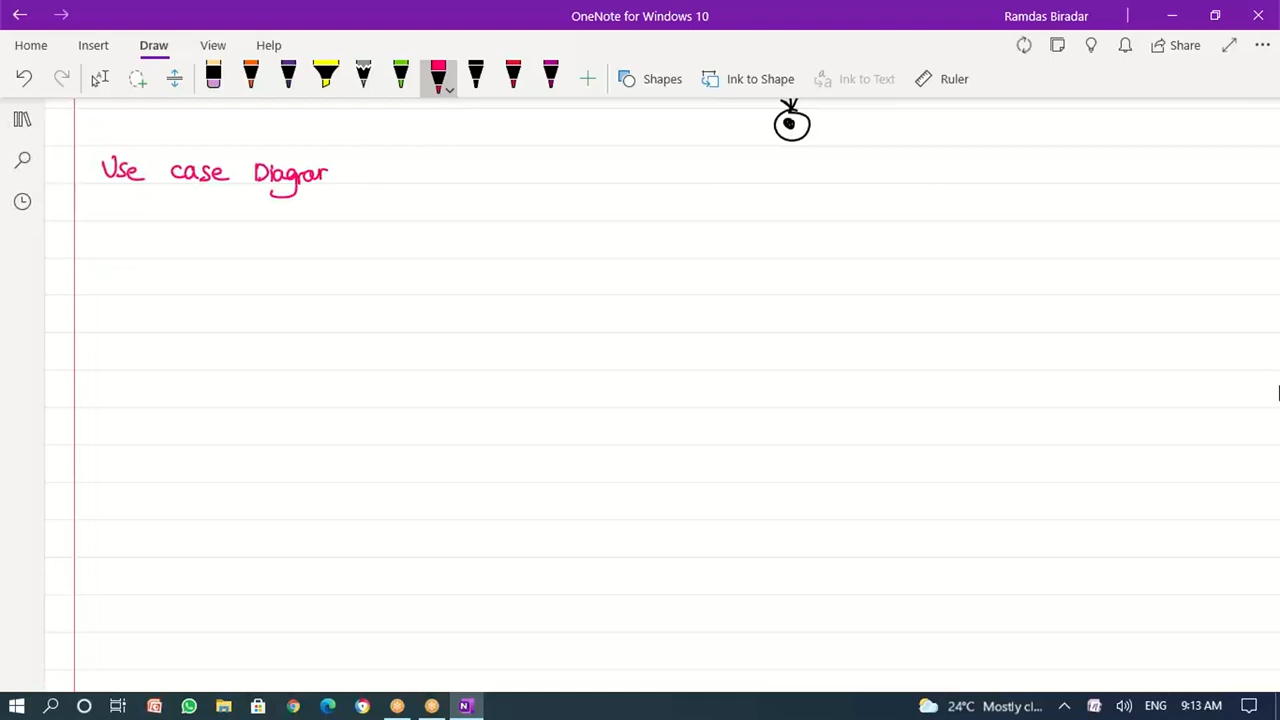 OneNote for Windows 10
Ramdas Biradar
Home Insert Draw View Help
Share
Shapes Ink to Shape Ink to Text Ruler
Use case Diagrar
24°C Mostly cl... ENG 9:13 AM